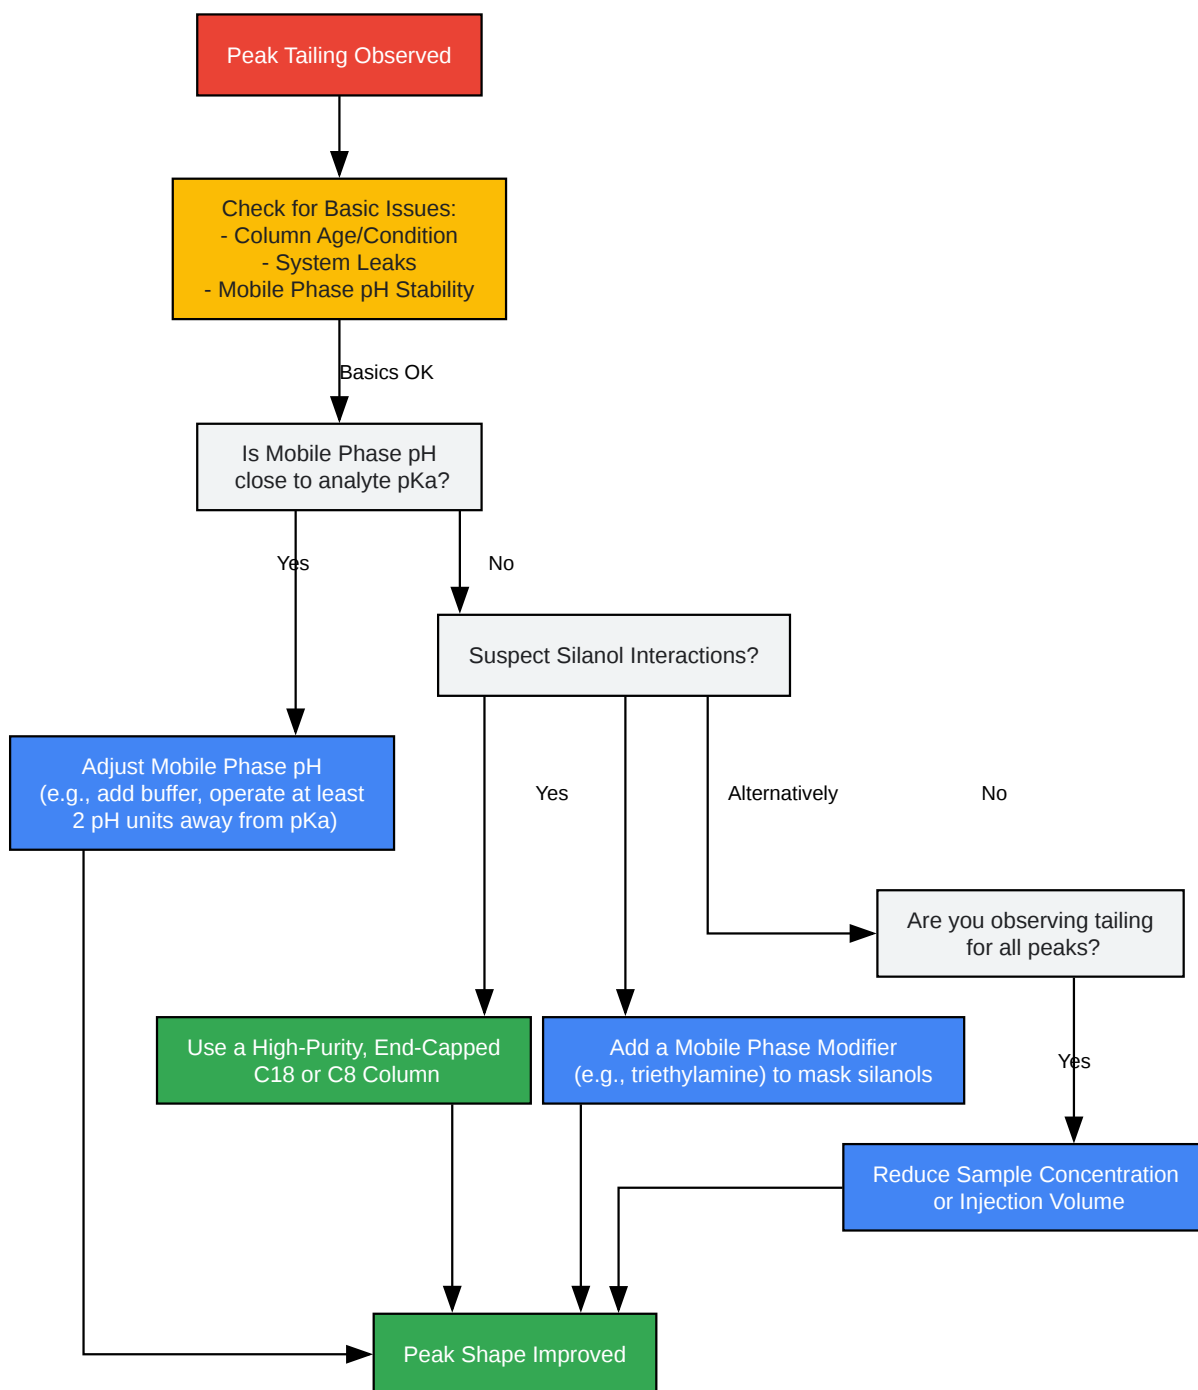 Peak Tailing Observed
Check for Basic Issues:
- Column Age/Condition
- System Leaks
- Mobile Phase pH Stability
Basics OK
Is Mobile Phase pH
close to analyte pKa?
Yes
No
Suspect Silanol Interactions?
Adjust Mobile Phase pH
(e.g., add buffer, operate at least
2 pH units away from pKa)
Yes
Alternatively
No
Are you observing tailing
for all peaks?
Use a High-Purity, End-Capped
C18 or C8 Column
Add a Mobile Phase Modifier
(e.g., triethylamine) to mask silanols
Yes
Reduce Sample Concentration
or Injection Volume
Peak Shape Improved